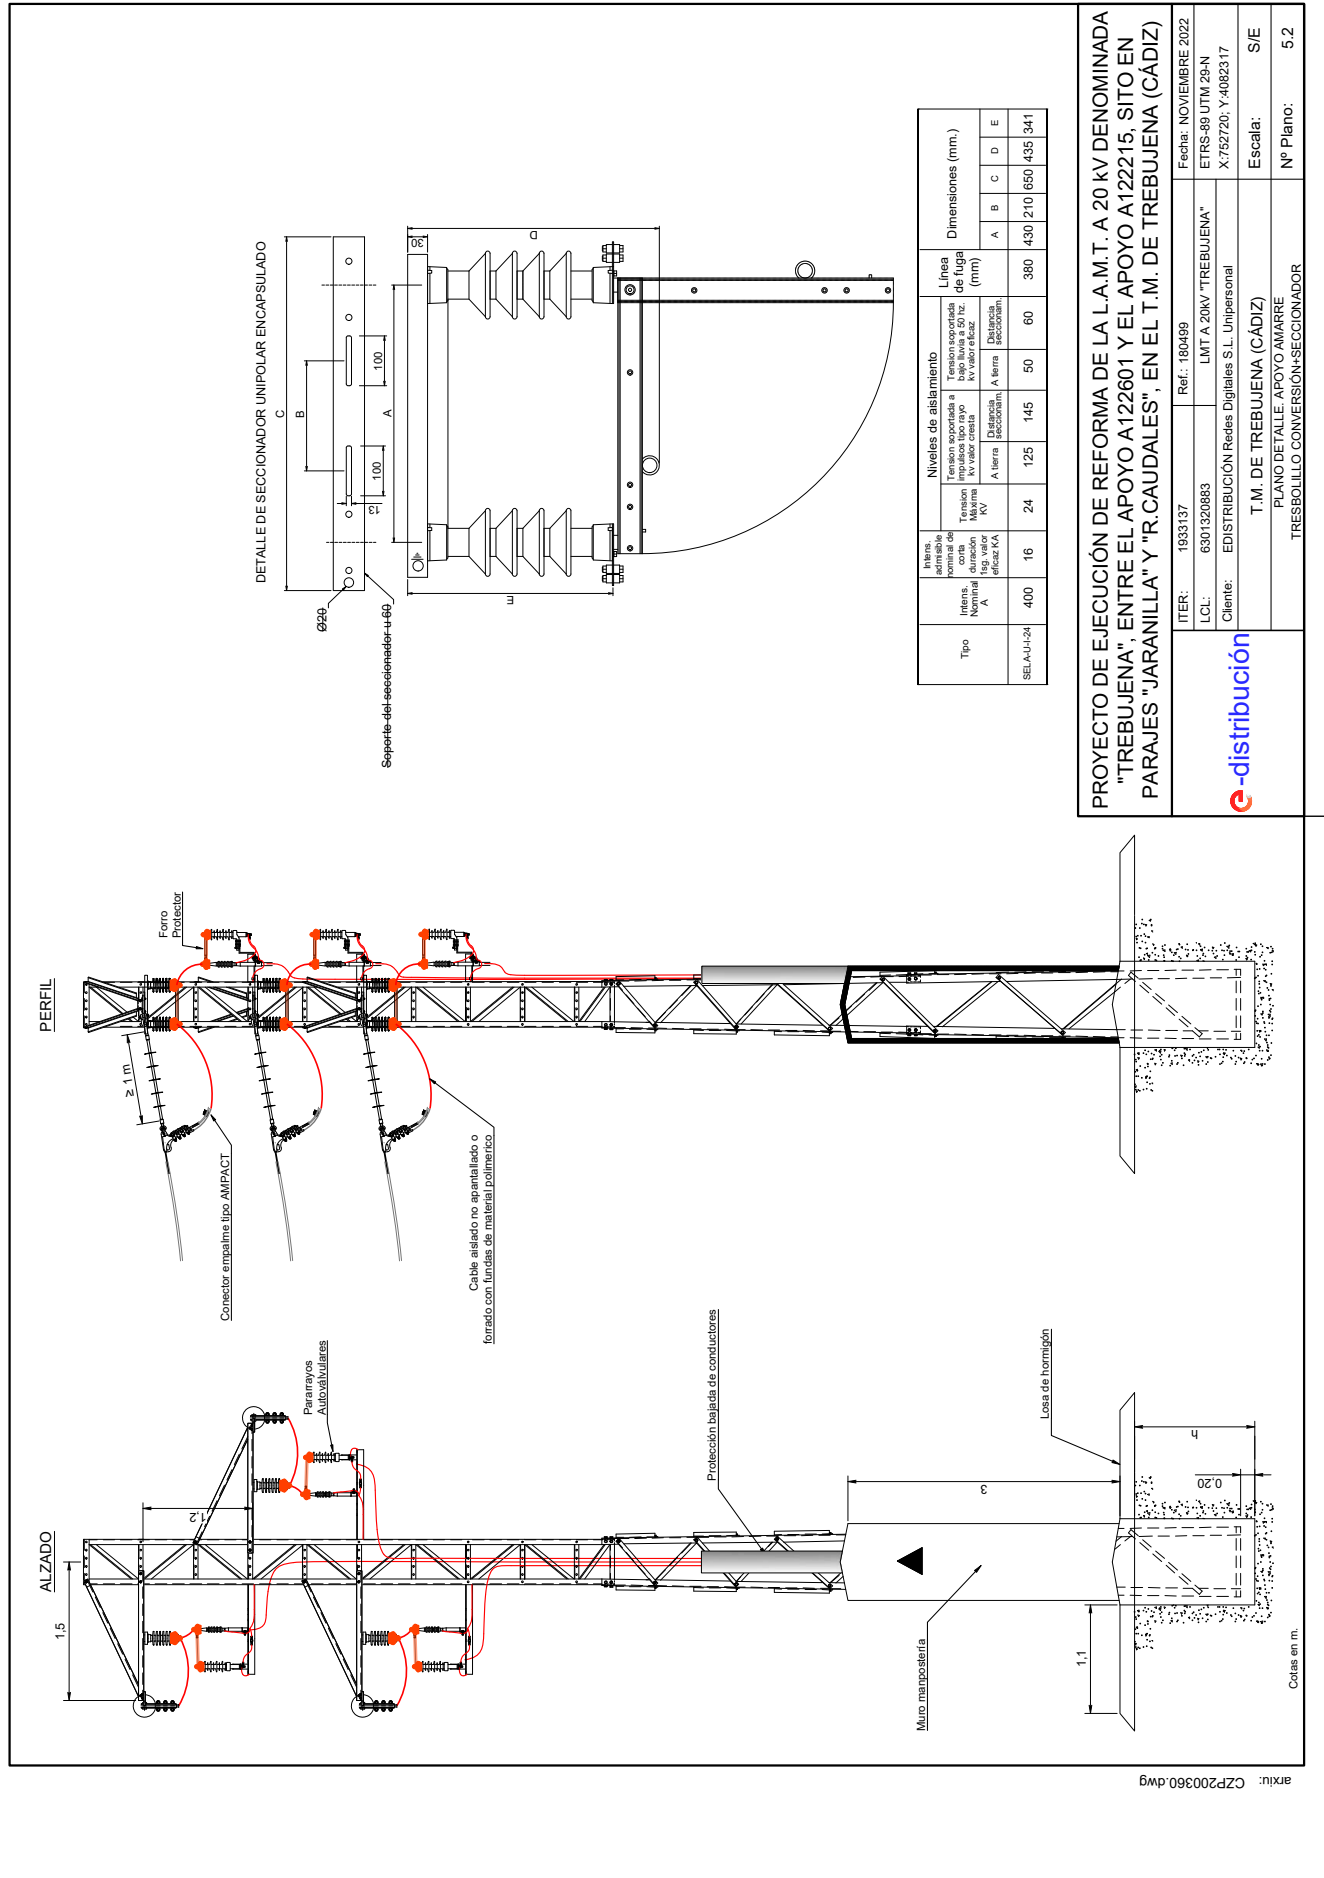 ALZADO
1,5
1,2
Pararrayos
Autoválvulares
Protección bajada de conductores
3
Muro manpostería
Losa de hormigón
h
0,20
1,1
Cotas en m.
PERFIL
≥ 1 m
Forro
Protector
Conector empalme tipo AMPACT
Cable aislado no apantallado o
forrado con fundas de material polimerico
DETALLE DE SECCIONADOR UNIPOLAR ENCAPSULADO
C
B
100
100
13
A
30
D
E
Ø20
Soporte del seccionador u 60
Tipo
Intens.
Nominal
A
Intens.
admisible
nominal de
corta
duración
1sg. valor
eficaz KA
Niveles de aislamiento
Tension
Máxima
KV
Tension soportada a
impulsos tipo rayo
kv valor cresta
Tension soportada
bajo lluvia a 50 hz.
kv valor eficaz
A tierra
Distancia
seccionam.
A tierra
Distancia
seccionam.
Línea
de fuga
(mm)
Dimensiones (mm.)
A B C D E
SELA-U-I-24 400 16 24 125 145 50 60 380 430 210 650 435 341
PROYECTO DE EJECUCIÓN DE REFORMA DE LA L.A.M.T. A 20 kV DENOMINADA
"TREBUJENA", ENTRE EL APOYO A122601 Y EL APOYO A122215, SITO EN
PARAJES "JARANILLA" Y "R.CAUDALES", EN EL T.M. DE TREBUJENA (CÁDIZ)
e-distribución
ITER: 1933137 Ref.: 180499 Fecha: NOVIEMBRE 2022
LCL: 6301320883 LMT A 20kV "TREBUJENA"
ETRS-89 UTM 29-N
X:752720; Y:4082317
Cliente: EDISTRIBUCIÓN Redes Digitales S.L. Unipersonal
T.M. DE TREBUJENA (CÁDIZ)
Escala: S/E
PLANO DETALLE. APOYO AMARRE
TRESBOLILLO CONVERSIÓN+SECCIONADOR
Nº Plano: 5.2
arxiu: CZP200360.dwg